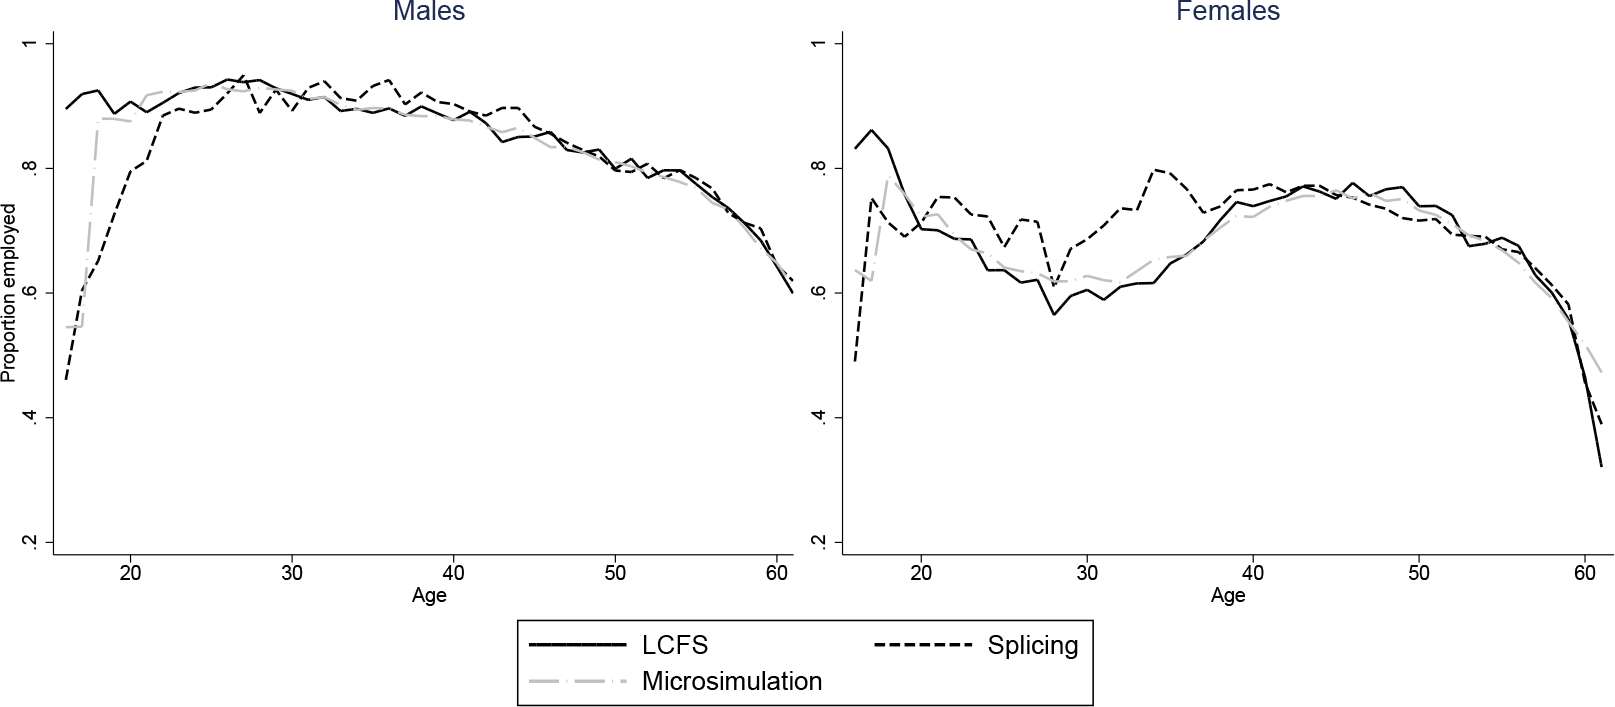 Males
Females
Proportion employed
1
.8
.6
.4
.2
20
30
40
50
60
Age
1
.8
.6
.4
.2
20
30
40
50
60
Age
LCFS
Splicing
Microsimulation